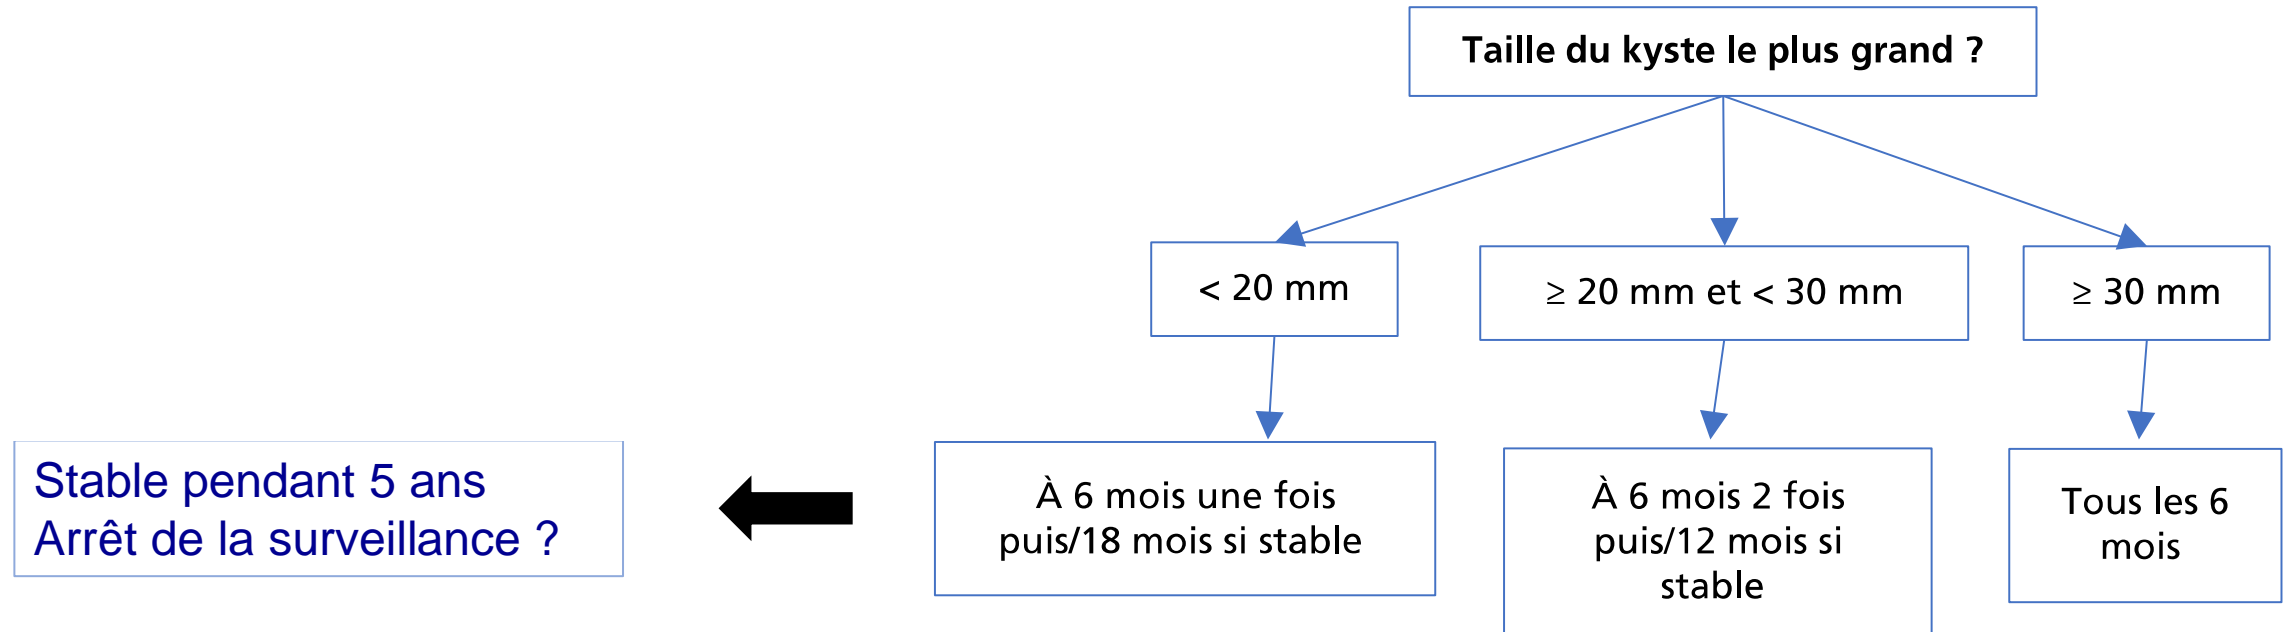 Taille du kyste le plus grand ?
< 20 mm
≥ 20 mm et < 30 mm
≥ 30 mm
Stable pendant 5 ans
Arrêt de la surveillance ?
À 6 mois une fois
puis/18 mois si stable
À 6 mois 2 fois
puis/12 mois si
stable
Tous les 6
mois